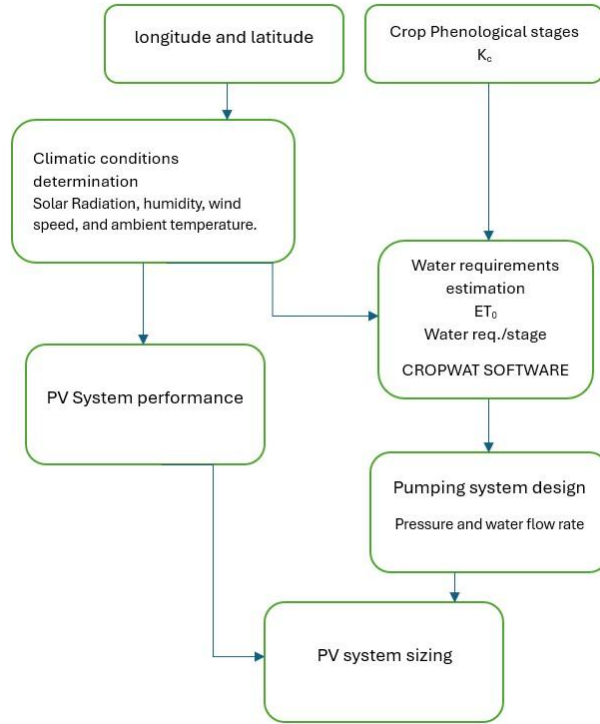 longitude and latitude
Crop Phenological stages
Kc
Climatic conditions
determination
Solar Radiation, humidity, wind
speed, and ambient temperature.
Water requirements
estimation
ET0
Water req./stage
CROPWAT SOFTWARE
PV System performance
Pumping system design
Pressure and water flow rate
PV system sizing